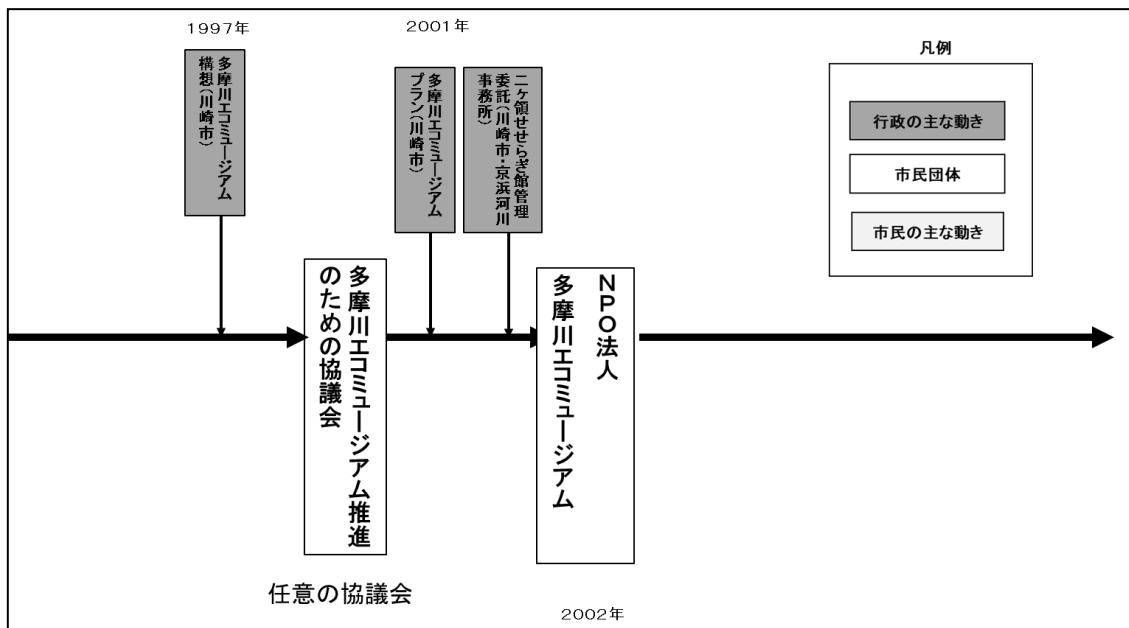 1997年
多摩川エコミュージアム
構想(川崎市)
2001年
多摩川エコミュージアム
プラン(川崎市)
二ヶ領せせらぎ館管理
委託(川崎市・京浜河川
事務所)
凡例
行政の主な動き
市民団体
市民の主な動き
多摩川エコミュージアム推進
のための協議会
任意の協議会
NPO法人
多摩川エコミュージアム
2002年